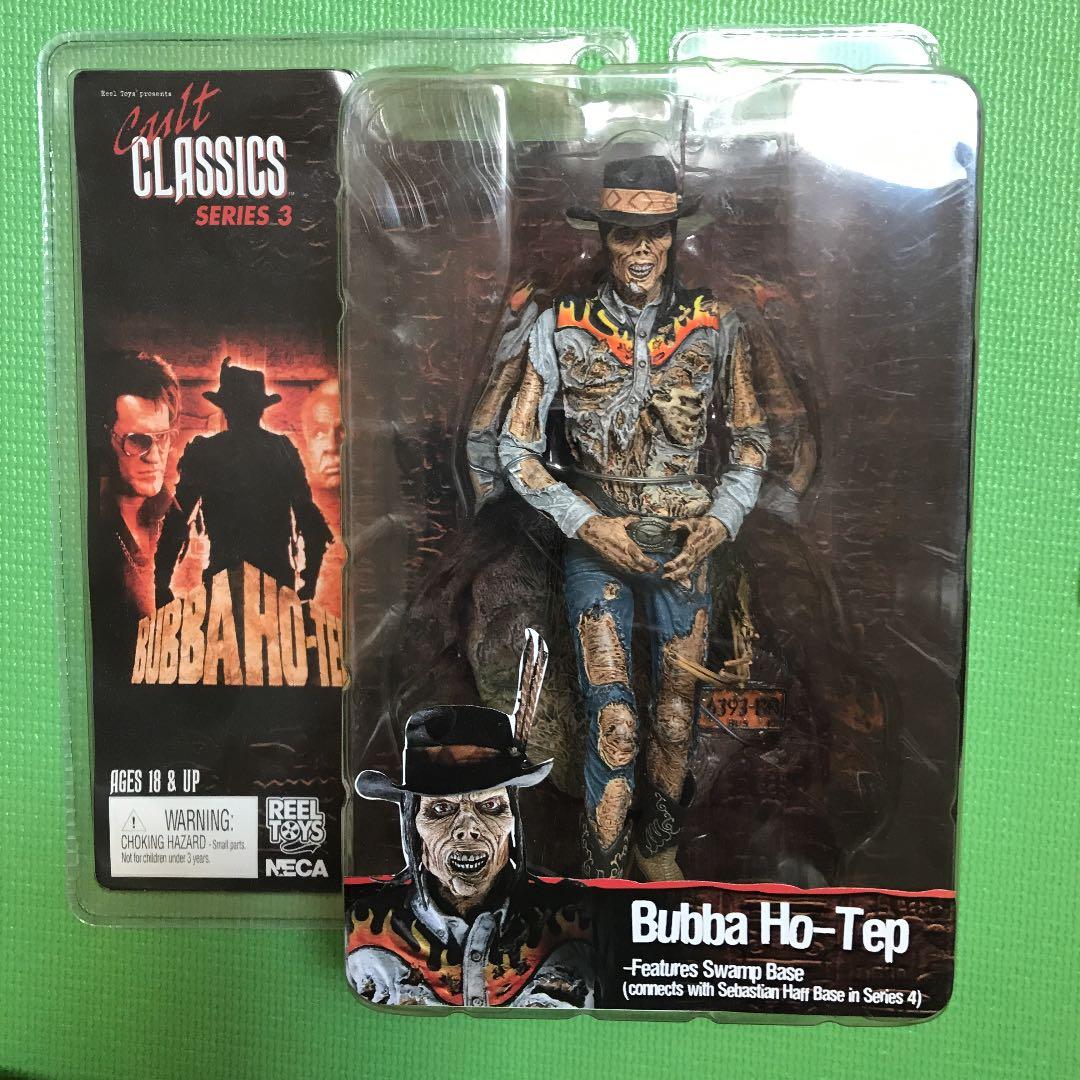 Reel Toys presents
Cult
CLASSICS™
SERIES 3
BUBBA HO-TE
AGES 18 & UP
WARNING:
CHOKING HAZARD - Small parts.
Not for children under 3 years.
REEL
TOYS
NECA
Bubba Ho-Tep
-Features Swamp Base
(connects with Sebastian Haff Base in Series 4)